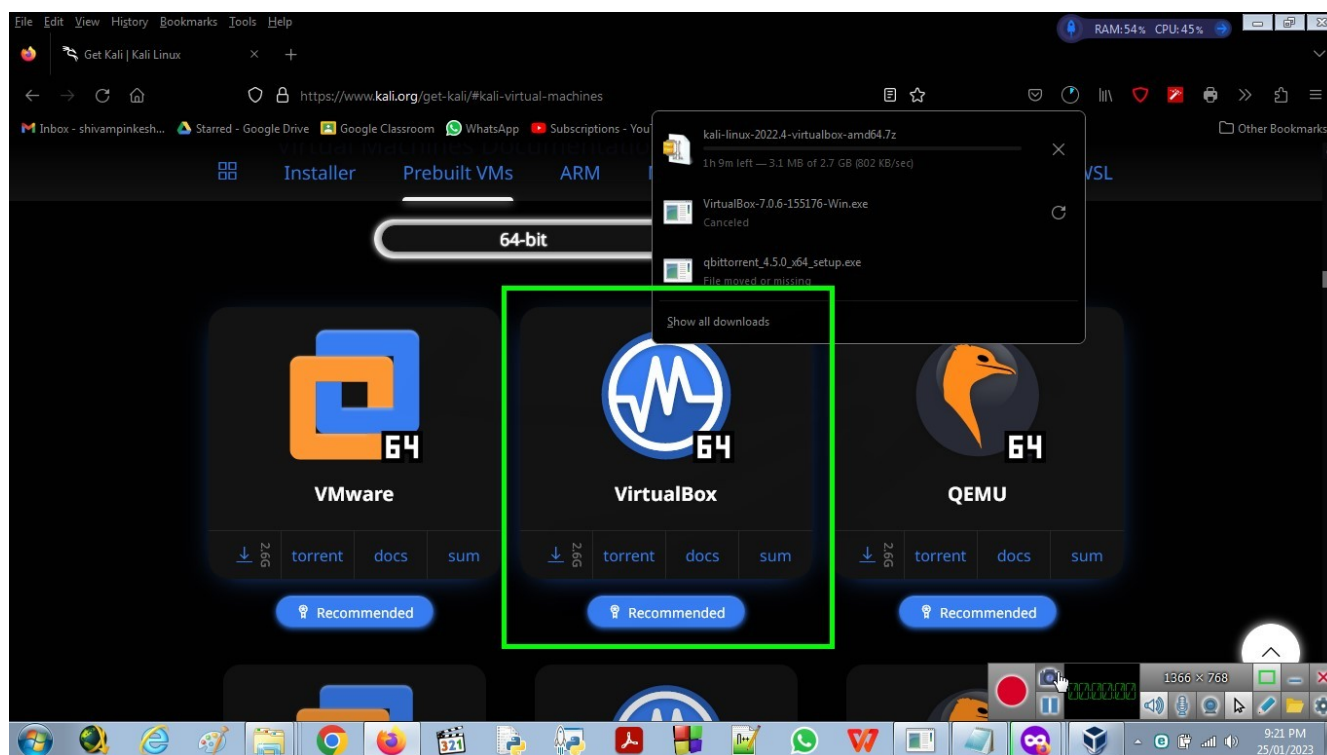 File Edit View History Bookmarks Tools Help
RAM:54% CPU:45%
Get Kali | Kali Linux
https://www.kali.org/get-kali/#kali-virtual-machines
Inbox - shivampinkesh... Starred - Google Drive Google Classroom WhatsApp Subscriptions - You Other Bookmarks
Virtual Machines Documentation
Installer Prebuilt VMs ARM WSL
kali-linux-2022.4-virtualbox-amd64.7z
1h 9m left — 3.1 MB of 2.7 GB (802 KB/sec)
VirtualBox-7.0.6-155176-Win.exe
Canceled
qbittorrent_4.5.0_x64_setup.exe
File moved or missing
Show all downloads
64-bit
64 64 64
VMware VirtualBox QEMU
2.6G torrent docs sum 2.6G torrent docs sum 2.6G torrent docs sum
Recommended Recommended Recommended
1366 × 768
321
9:21 PM
25/01/2023